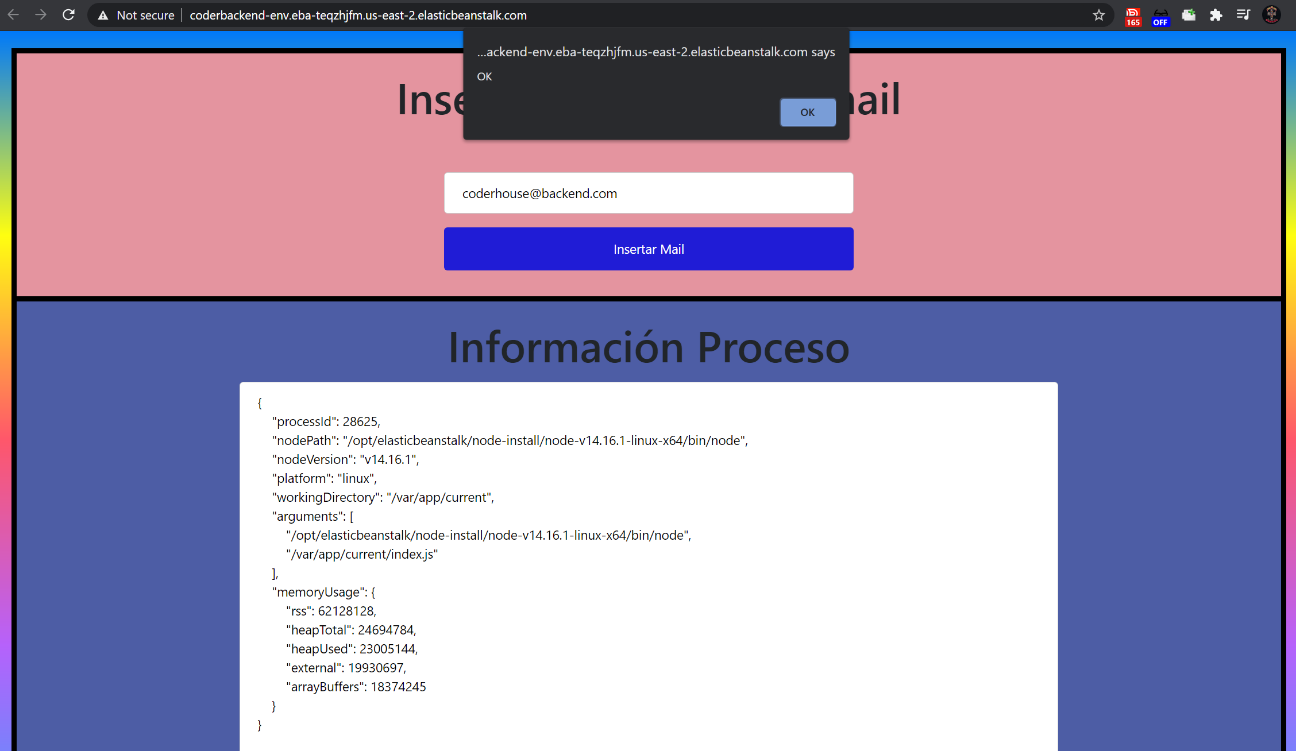 Not secure
coderbackend-env.eba-teqzhjfm.us-east-2.elasticbeanstalk.com
165
OFF
...ackend-env.eba-teqzhjfm.us-east-2.elasticbeanstalk.com says
OK
OK
coderhouse@backend.com
Insertar Mail
Información Proceso
{
"processId": 28625,
"nodePath": "/opt/elasticbeanstalk/node-install/node-v14.16.1-linux-x64/bin/node",
"nodeVersion": "v14.16.1",
"platform": "linux",
"workingDirectory": "/var/app/current",
"arguments": [
"/opt/elasticbeanstalk/node-install/node-v14.16.1-linux-x64/bin/node",
"/var/app/current/index.js"
],
"memoryUsage": {
"rss": 62128128,
"heapTotal": 24694784,
"heapUsed": 23005144,
"external": 19930697,
"arrayBuffers": 18374245
}
}